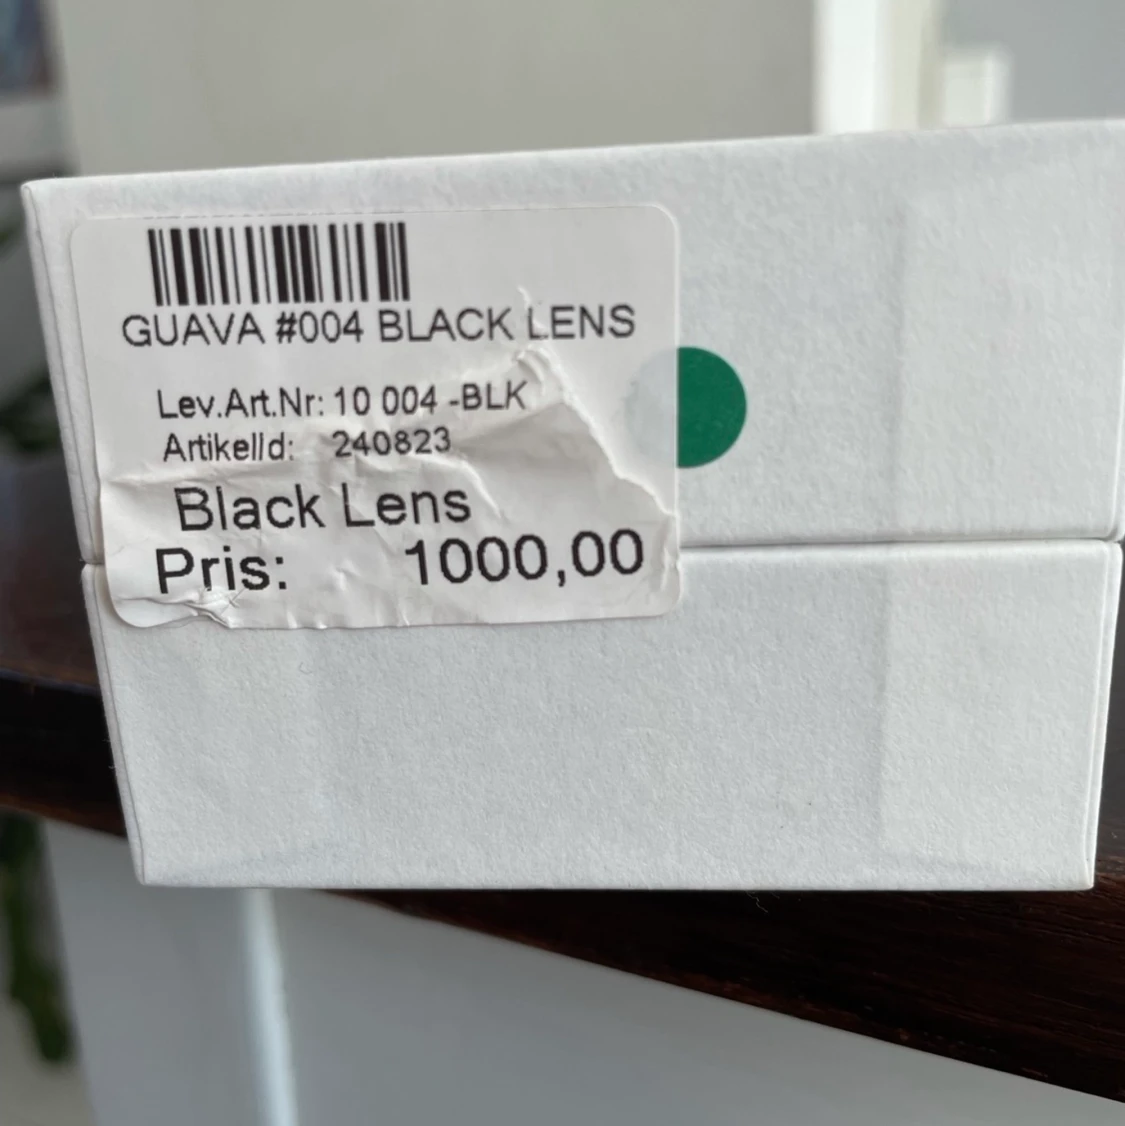 GUAVA #004 BLACK LENS
Lev.Art.Nr: 10 004 -BLK
ArtikelId: 240823
Black Lens
Pris: 1000,00